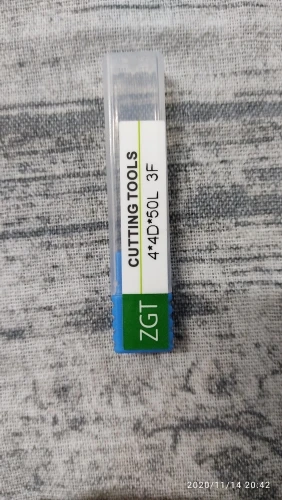 CUTTING TOOLS
4*4D*50L 3F
ZGT
2020/11/14 20:42